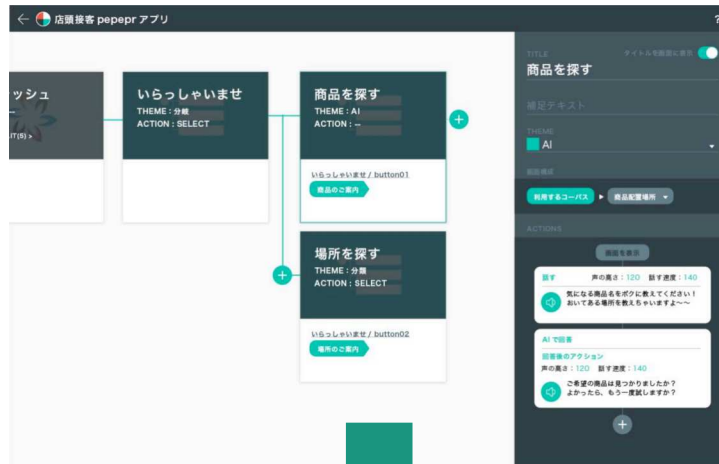 ← 店頭接客 pepepr アプリ
?
ッシュ
IT(5) >
いらっしゃいませ
THEME：分岐
ACTION：SELECT
商品を探す
THEME：AI
ACTION：--
いらっしゃいませ / button01
商品のご案内
場所を探す
THEME：分類
ACTION：SELECT
いらっしゃいませ / button02
場所のご案内
TITLE
タイトルを画面に表示
商品を探す
補足テキスト
THEME
AI
画面構成
利用するコーパス ▶ 商品配置場所 ▼
ACTIONS
画面を表示
話す 声の高さ：120 話す速度：140
気になる商品名をボクに教えてください！
おいてある場所を教えちゃいますよ〜〜
AI で回答
回答後のアクション
声の高さ：120 話す速度：140
ご希望の商品は見つかりましたか？
よかったら、もう一度試しますか？